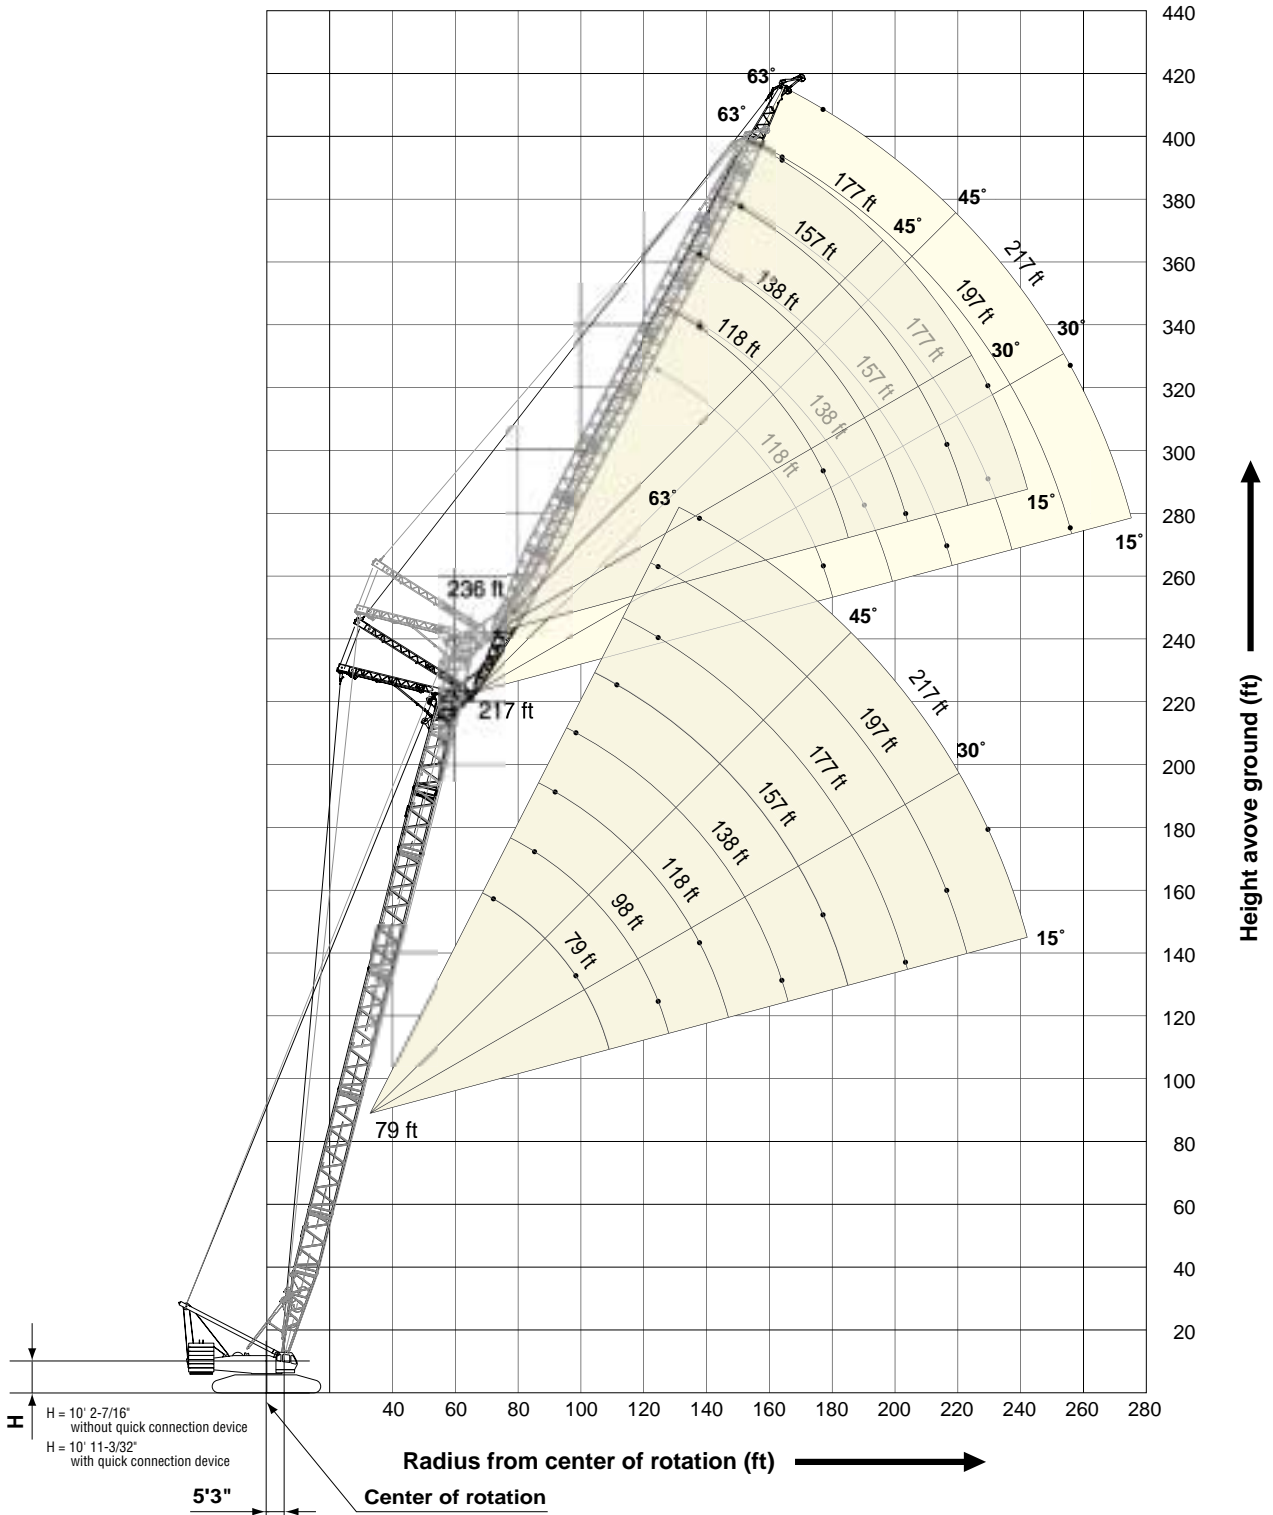 440
63°
420
63°
400
177 ft
45°
380
45°
157 ft
217 ft
360
138 ft
197 ft
118 ft
177 ft
30°
340
30°
157 ft
320
138 ft
118 ft
300
63°
15°
280
15°
236 ft
260
45°
240
217 ft
217 ft
220
197 ft
30°
177 ft
200
157 ft
180
138 ft
118 ft
160
98 ft
79 ft
15°
140
120
100
79 ft
80
60
40
20
Height avove ground (ft)
H
H = 10' 2-7/16"
without quick connection device
H = 10' 11-3/32"
with quick connection device
40 60 80 100 120 140 160 180 200 220 240 260 280
Radius from center of rotation (ft)
5'3"
Center of rotation